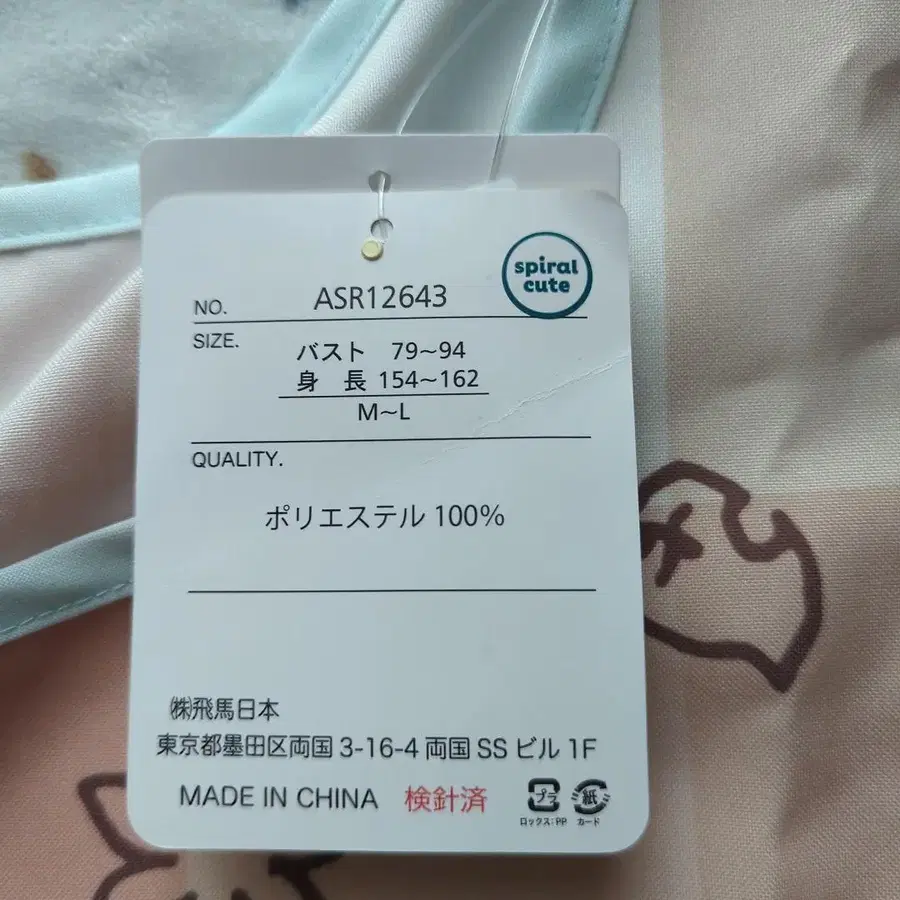 spiral
cute
NO. ASR12643
SIZE.
バスト 79~94
身 長 154~162
M~L
QUALITY.
ポリエステル 100%
㈱飛馬日本
東京都墨田区両国 3-16-4 両国 SS ビル 1F
MADE IN CHINA 検針済
プラ 紙
ロックス:PP カード